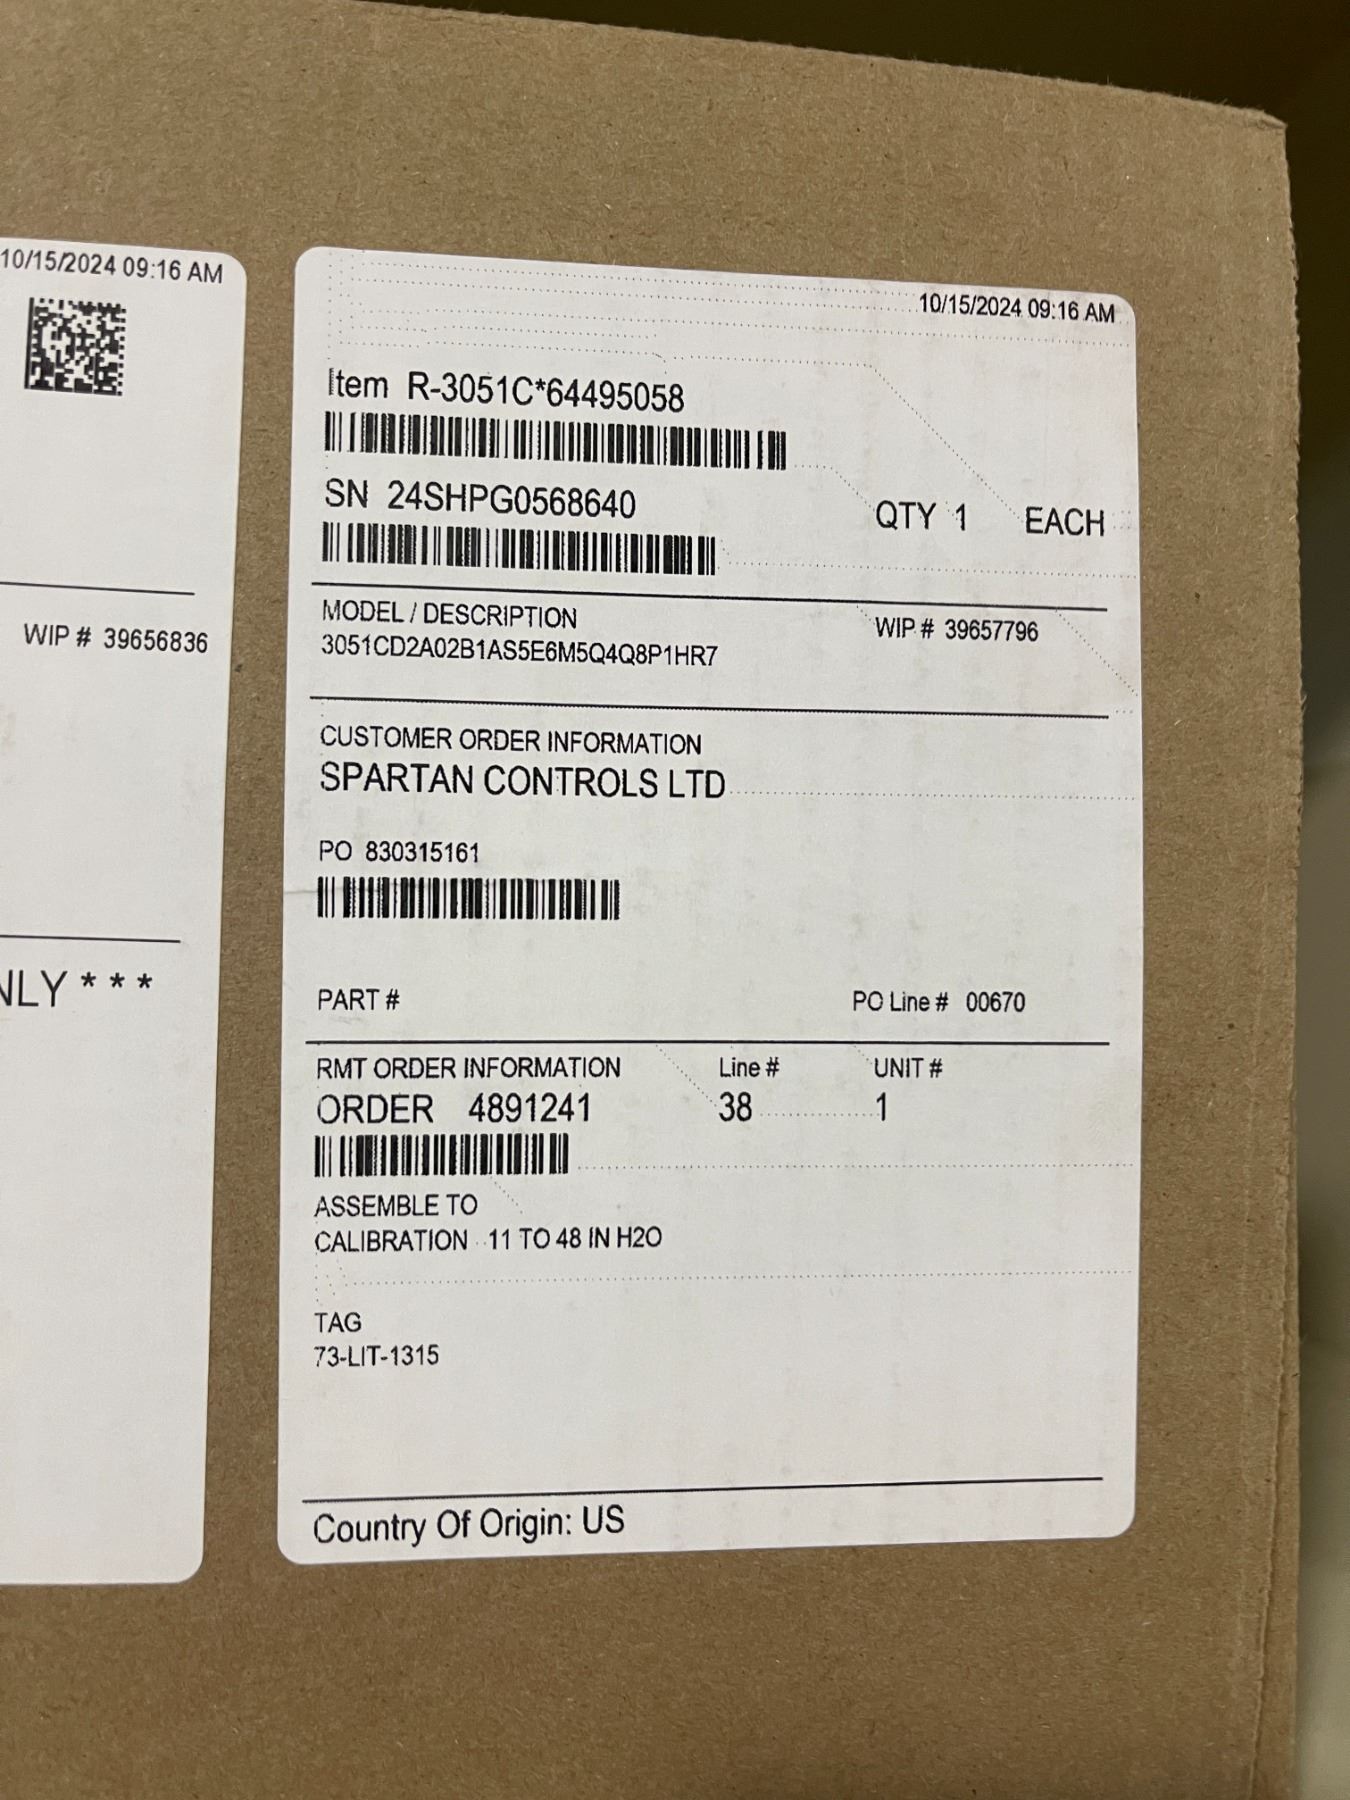 10/15/2024 09:16 AM
WIP # 39656836
NLY * * *
10/15/2024 09:16 AM
Item R-3051C*64495058
SN 24SHPG0568640
QTY 1 EACH
MODEL / DESCRIPTION
WIP # 39657796
3051CD2A02B1AS5E6M5Q4Q8P1HR7
CUSTOMER ORDER INFORMATION
SPARTAN CONTROLS LTD
PO 830315161
PART # PO Line # 00670
RMT ORDER INFORMATION Line # UNIT #
ORDER 4891241 38 1
ASSEMBLE TO
CALIBRATION 11 TO 48 IN H2O
TAG
73-LIT-1315
Country Of Origin: US